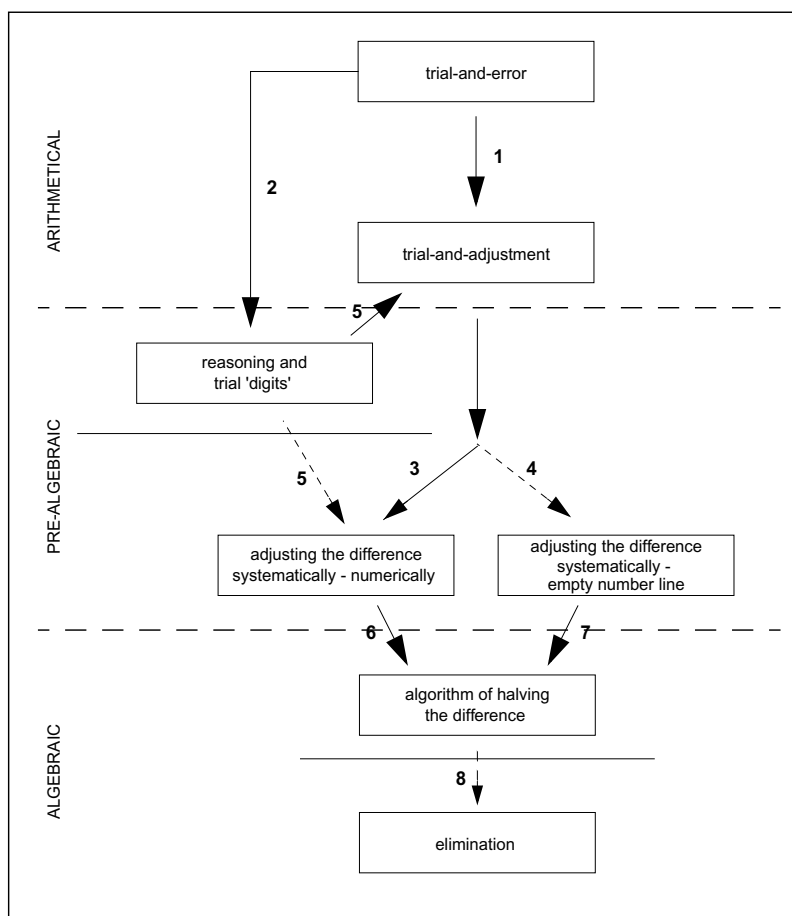 trial-and-error
ARITHMETICAL
1
2
trial-and-adjustment
5
reasoning and
trial 'digits'
PRE-ALGEBRAIC
5
3
4
adjusting the difference
systematically - numerically
adjusting the difference
systematically -
empty number line
6
7
algorithm of halving
the difference
ALGEBRAIC
8
elimination